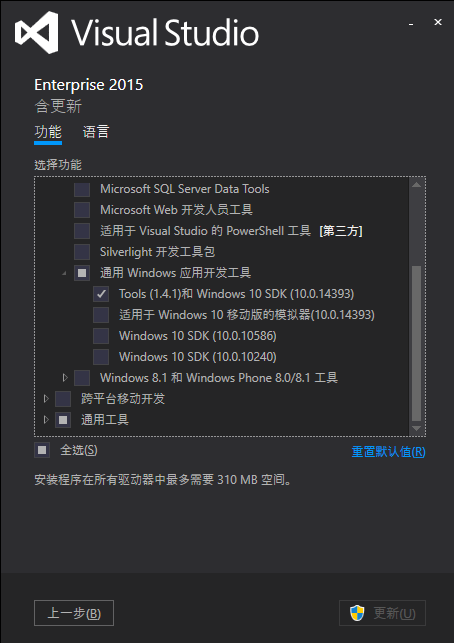 Visual Studio
Enterprise 2015
含更新
功能 语言
选择功能
Microsoft SQL Server Data Tools
Microsoft Web 开发人员工具
适用于 Visual Studio 的 PowerShell 工具 [第三方]
Silverlight 开发工具包
通用 Windows 应用开发工具
Tools (1.4.1)和 Windows 10 SDK (10.0.14393)
适用于 Windows 10 移动版的模拟器(10.0.14393)
Windows 10 SDK (10.0.10586)
Windows 10 SDK (10.0.10240)
Windows 8.1 和 Windows Phone 8.0/8.1 工具
跨平台移动开发
通用工具
全选(S) 重置默认值(R)
安装程序在所有驱动器中最多需要 310 MB 空间。
上一步(B) 更新(U)